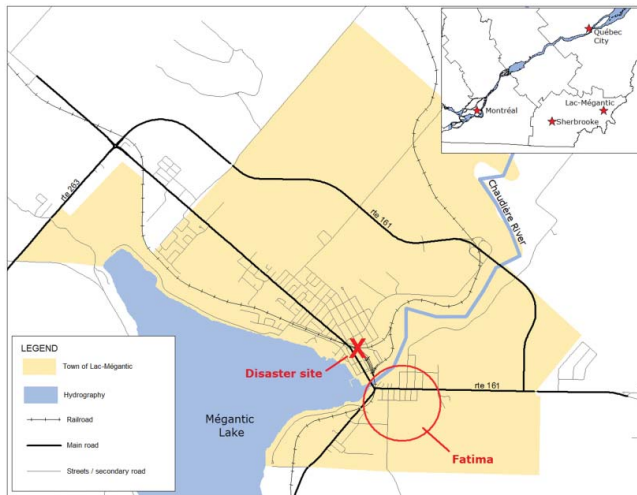 Québec
City
Lac-Mégantic
Montréal
Sherbrooke
rte 263
rte 161
Chaudière River
LEGEND
Town of Lac-Mégantic
Hydrography
Railroad
Main road
Streets / secondary road
Disaster site
X
rte 161
Mégantic
Lake
Fatima